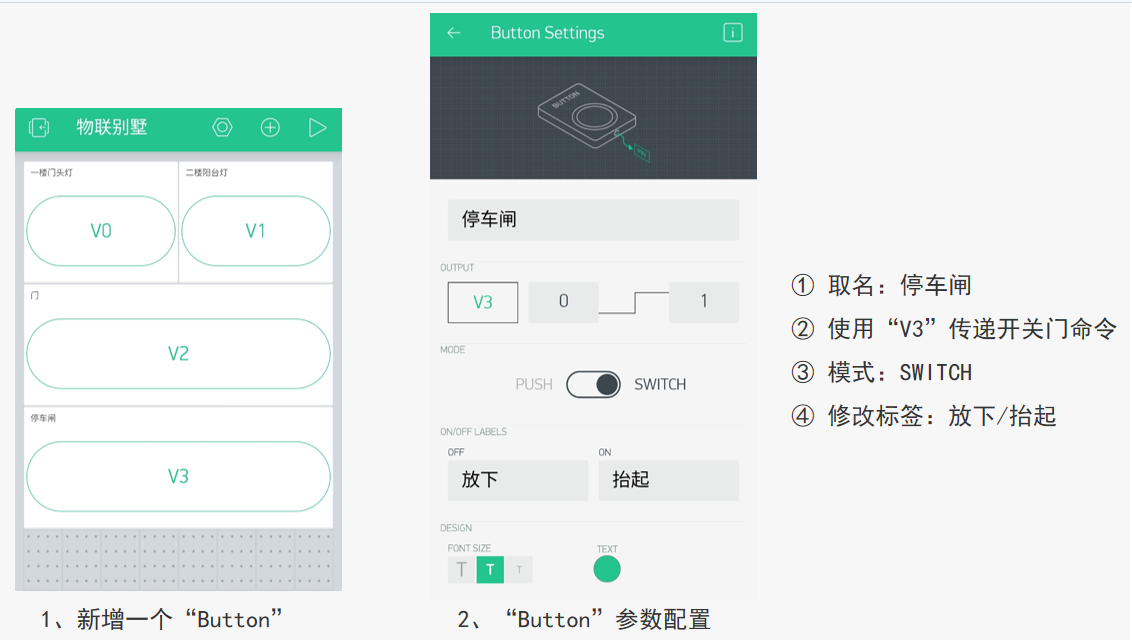 物联别墅
一楼门头灯
二楼阳台灯
V0
V1
门
V2
停车闸
V3
1、新增一个“Button”
Button Settings
i
BUTTON
停车闸
OUTPUT
V3
0
1
MODE
PUSH
SWITCH
ON/OFF LABELS
OFF
ON
放下
抬起
DESIGN
FONT SIZE
TEXT
T
T
T
2、“Button”参数配置
① 取名：停车闸
② 使用“V3”传递开关门命令
③ 模式：SWITCH
④ 修改标签：放下/抬起